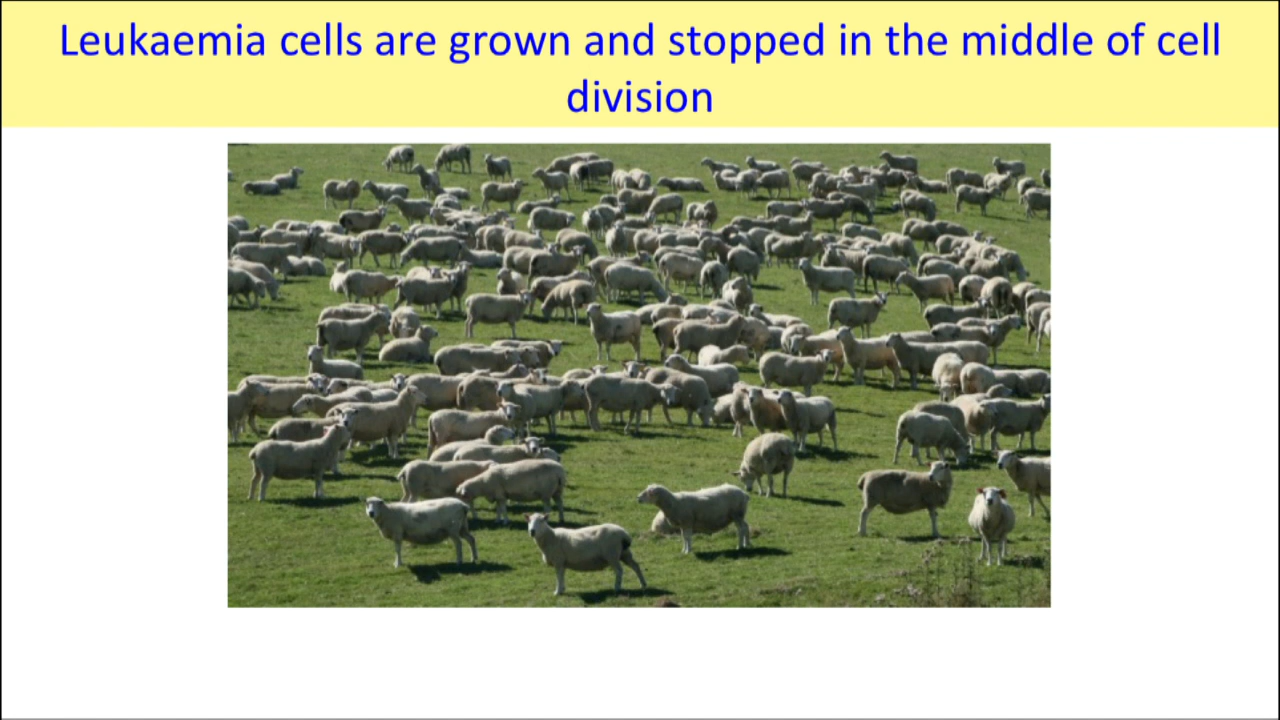 Leukaemia cells are grown and stopped in the middle of cell
division